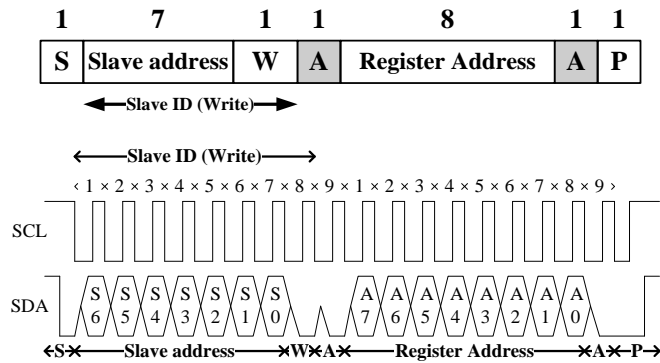 1 7 1 1 8 1 1
S Slave address W A Register Address A P
Slave ID (Write)
Slave ID (Write)
‹ 1 × 2 × 3 × 4 × 5 × 6 × 7 × 8 × 9 × 1 × 2 × 3 × 4 × 5 × 6 × 7 × 8 × 9 ›
SCL
SDA
S S S S S S S A A A A A A A A
6 5 4 3 2 1 0 7 6 5 4 3 2 1 0
S Slave address W A Register Address A P